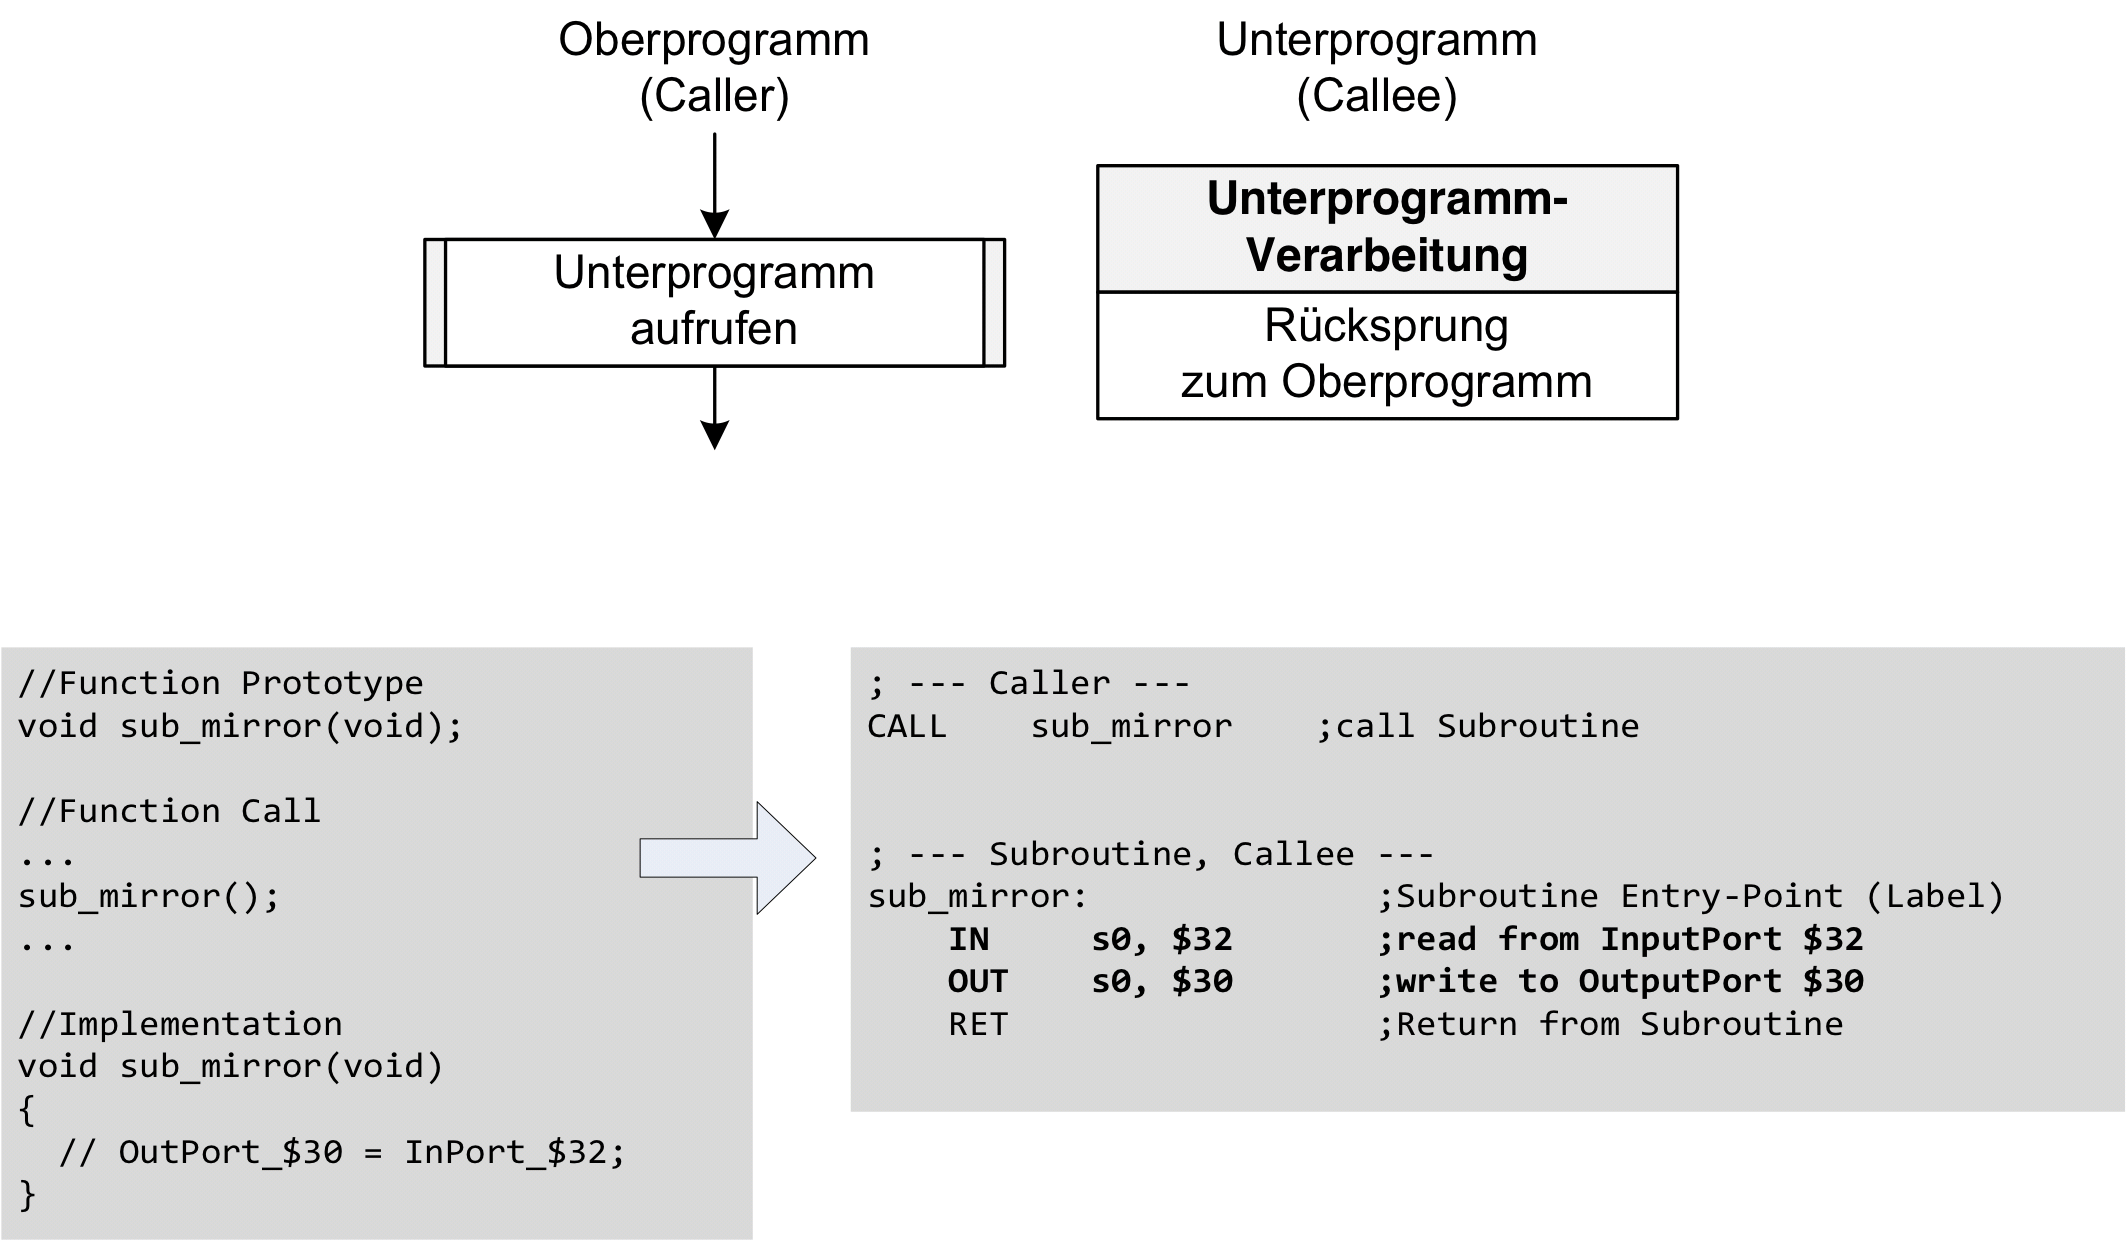 Oberprogramm
(Caller)
Unterprogramm
aufrufen
Unterprogramm
(Callee)
Unterprogramm-
Verarbeitung
Rücksprung
zum Oberprogramm
//Function Prototype
void sub_mirror(void);
//Function Call
...
sub_mirror();
...
//Implementation
void sub_mirror(void)
{
  // OutPort_$30 = InPort_$32;
}
; --- Caller ---
CALL    sub_mirror    ;call Subroutine
; --- Subroutine, Callee ---
sub_mirror:              ;Subroutine Entry-Point (Label)
    IN     s0, $32       ;read from InputPort $32
    OUT    s0, $30       ;write to OutputPort $30
    RET                  ;Return from Subroutine